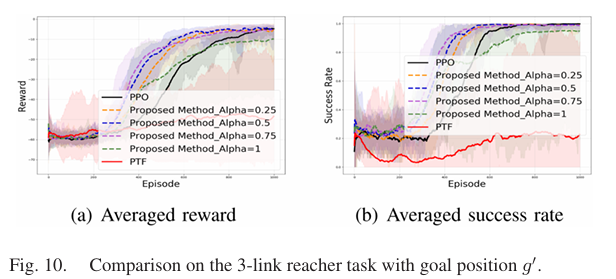 PPO
Proposed Method_Alpha=0.25
Proposed Method_Alpha=0.5
Proposed Method_Alpha=0.75
Proposed Method_Alpha=1
PTF
Reward
Episode
(a) Averaged reward
PPO
Proposed Method_Alpha=0.25
Proposed Method_Alpha=0.5
Proposed Method_Alpha=0.75
Proposed Method_Alpha=1
PTF
Success Rate
Episode
(b) Averaged success rate
Fig. 10. Comparison on the 3-link reacher task with goal position g′.